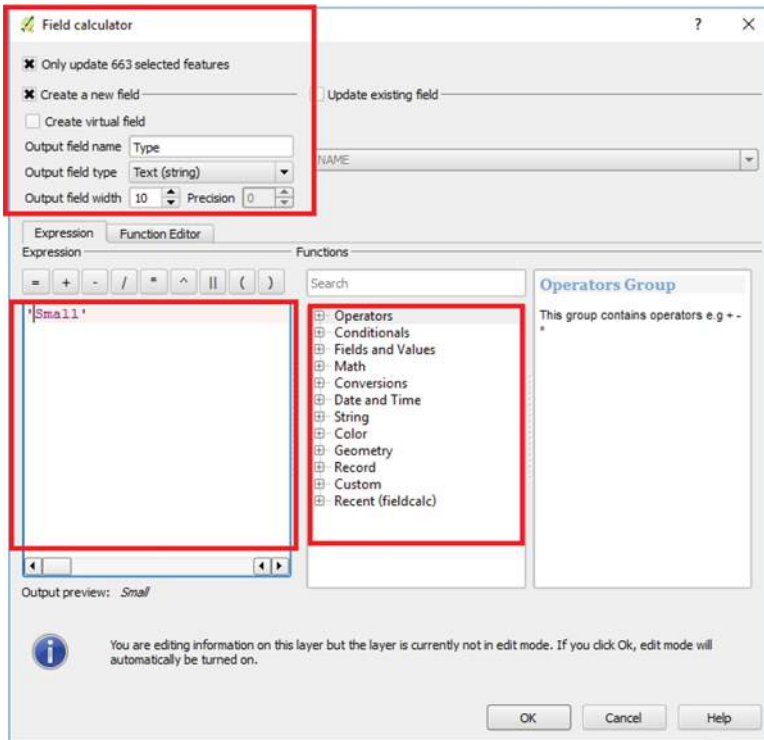 Field calculator ? ×
Only update 663 selected features
Create a new field
Update existing field
Create virtual field
Output field name Type
NAME
Output field type Text (string)
Output field width 10 Precision 0
Expression Function Editor
Expression
Functions
= + - / * ^ || ( )
Search
Operators Group
'Small'
This group contains operators e.g + -
*
Operators
Conditionals
Fields and Values
Math
Conversions
Date and Time
String
Color
Geometry
Record
Custom
Recent (fieldcalc)
Output preview: Small
You are editing information on this layer but the layer is currently not in edit mode. If you click Ok, edit mode will
automatically be turned on.
OK Cancel Help